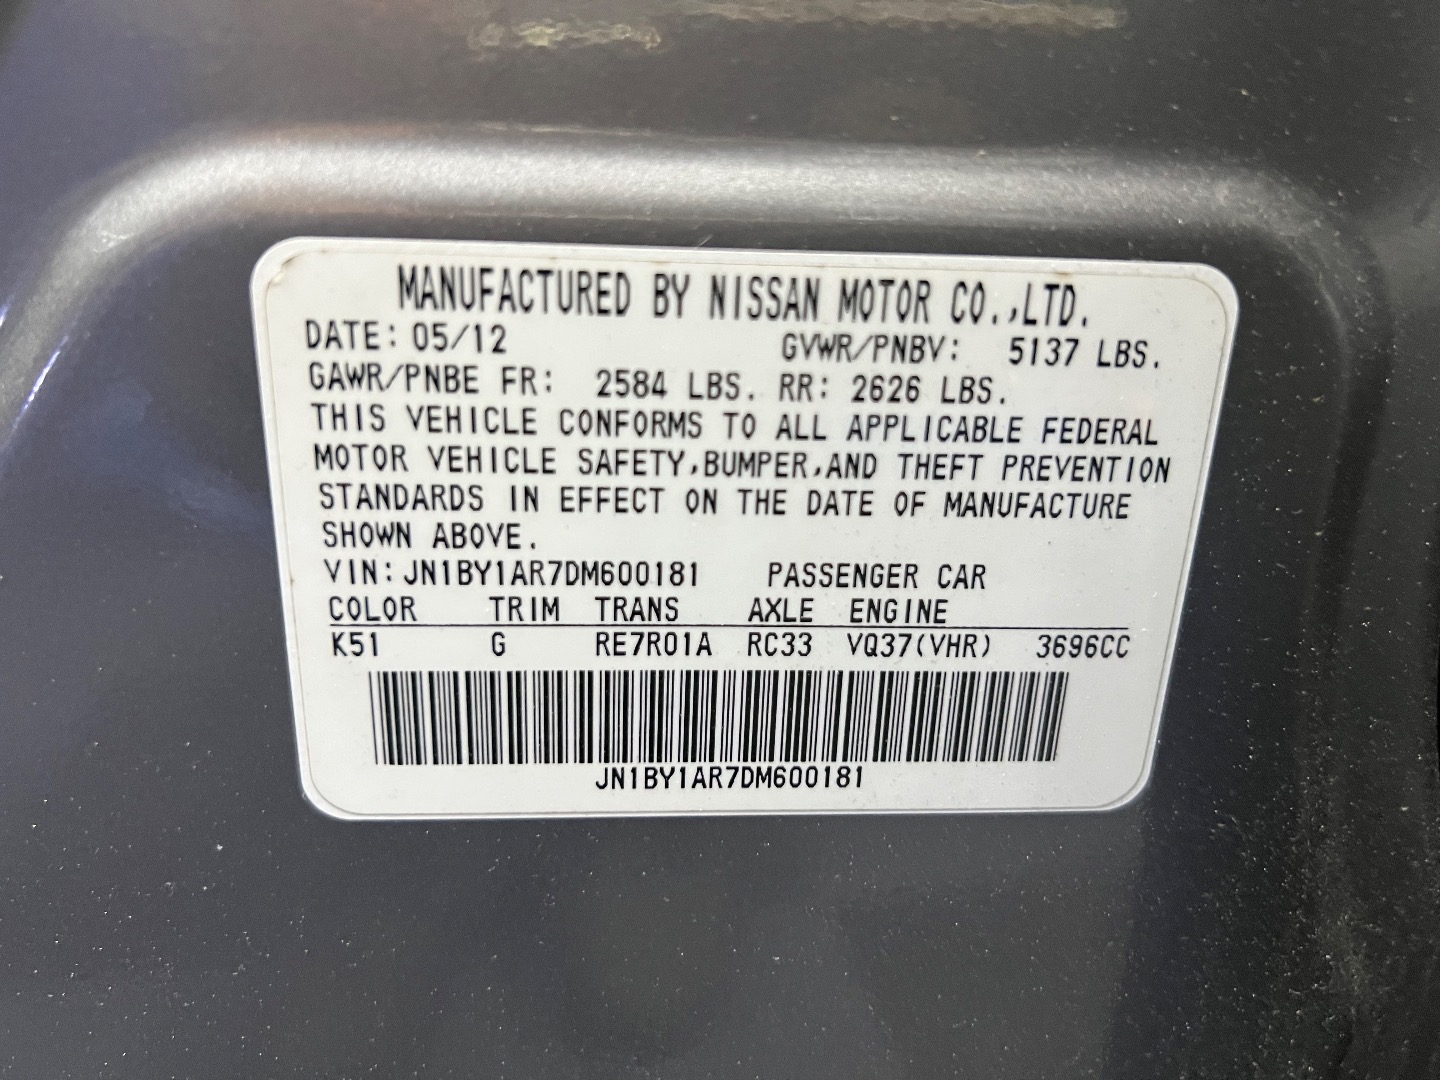 MANUFACTURED BY NISSAN MOTOR CO.,LTD.
DATE: 05/12 GVWR/PNBV: 5137 LBS.
GAWR/PNBE FR: 2584 LBS. RR: 2626 LBS.
THIS VEHICLE CONFORMS TO ALL APPLICABLE FEDERAL
MOTOR VEHICLE SAFETY,BUMPER,AND THEFT PREVENTION
STANDARDS IN EFFECT ON THE DATE OF MANUFACTURE
SHOWN ABOVE.
VIN: JN1BY1AR7DM600181 PASSENGER CAR
COLOR TRIM TRANS AXLE ENGINE
K51 G RE7R01A RC33 VQ37(VHR) 3696CC
JN1BY1AR7DM600181